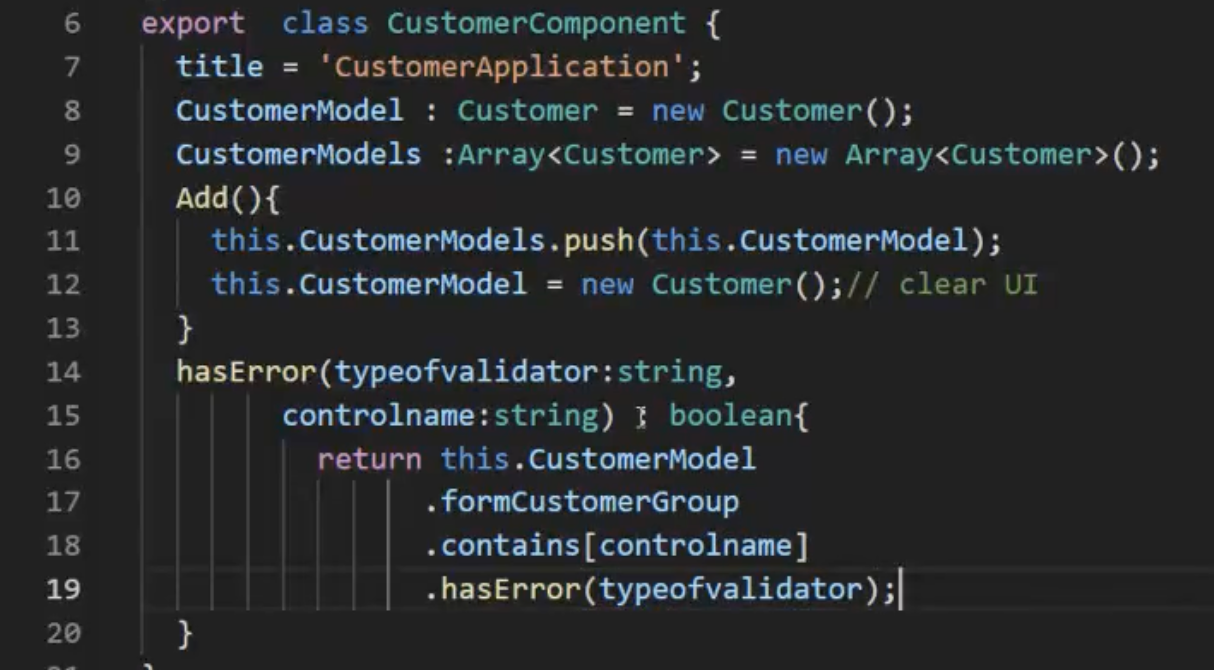 6 export  class CustomerComponent {
7 title = 'CustomerApplication';
8 CustomerModel : Customer = new Customer();
9 CustomerModels :Array<Customer> = new Array<Customer>();
10 Add(){
11 this.CustomerModels.push(this.CustomerModel);
12 this.CustomerModel = new Customer();// clear UI
13 }
14 hasError(typeofvalidator:string,
15 controlname:string) : boolean{
16 return this.CustomerModel
17 .formCustomerGroup
18 .contains[controlname]
19 .hasError(typeofvalidator);
20 }